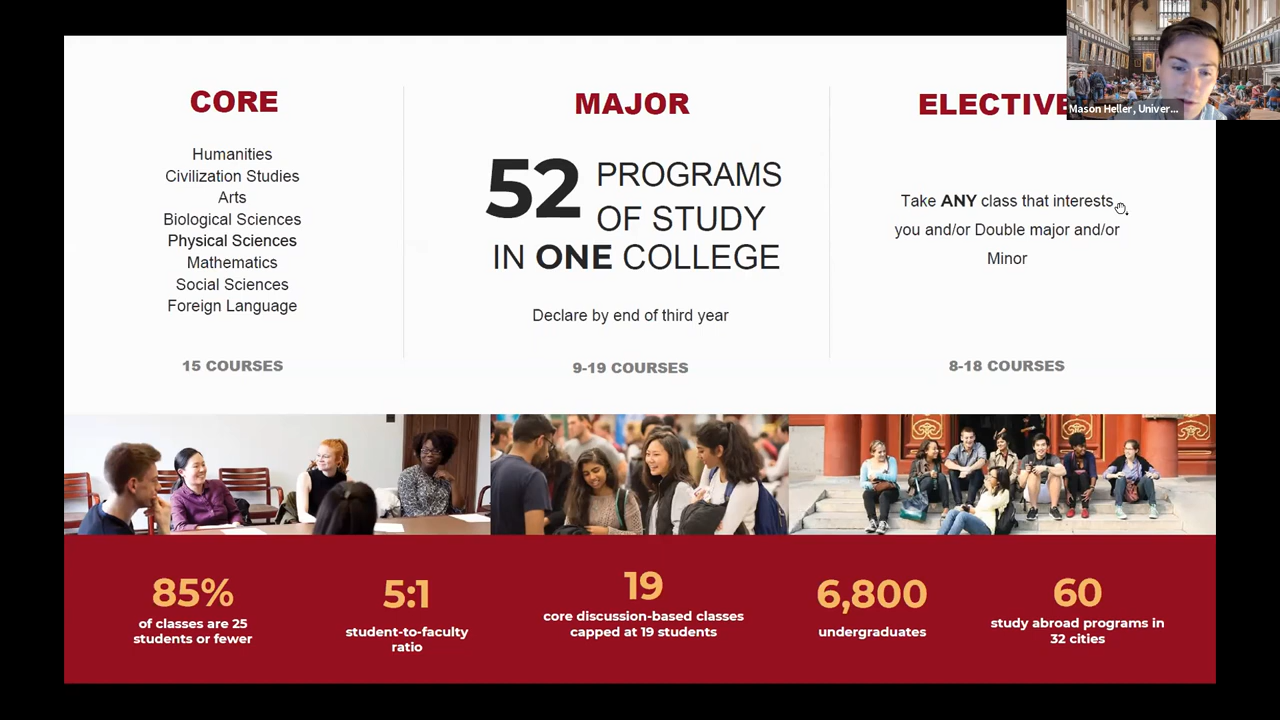 CORE
Humanities
Civilization Studies
Arts
Biological Sciences
Physical Sciences
Mathematics
Social Sciences
Foreign Language
15 COURSES
MAJOR
52 PROGRAMS
OF STUDY
IN ONE COLLEGE
Declare by end of third year
9-19 COURSES
ELECTIVE
Take ANY class that interests
you and/or Double major and/or
Minor
8-18 COURSES
Mason Heller, Univer...
85%
of classes are 25
students or fewer
5:1
student-to-faculty
ratio
19
core discussion-based classes
capped at 19 students
6,800
undergraduates
60
study abroad programs in
32 cities